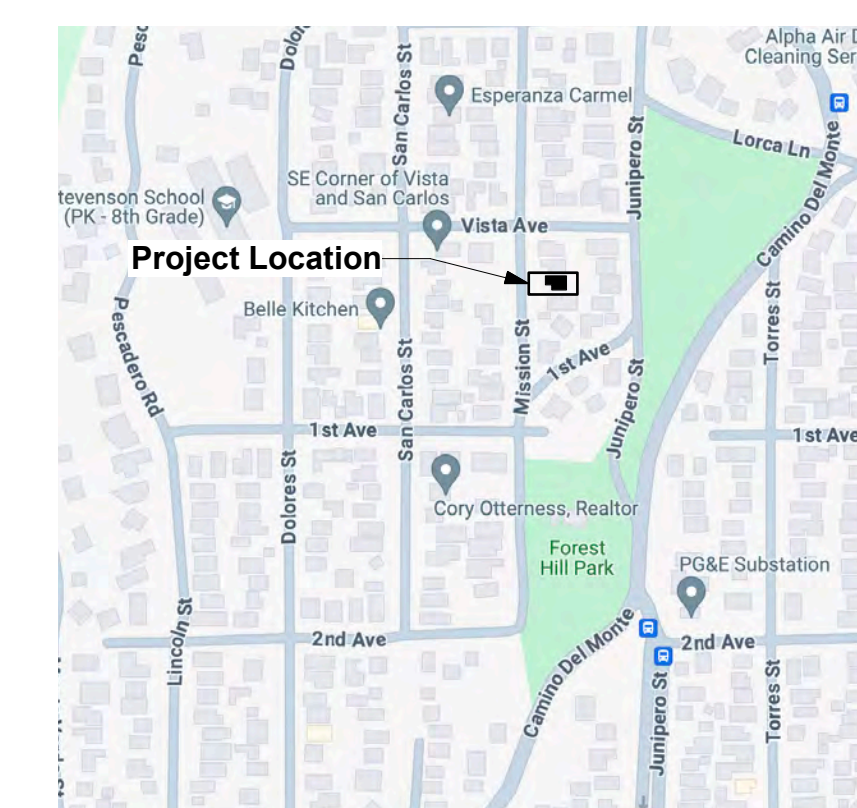 Alpha Air D
Cleaning Ser
Dolor
San Carlos St
Esperanza Carmel
Junipero St
Lorca Ln
Camino Del Monte
SE Corner of Vista
and San Carlos
tevenson School
(PK - 8th Grade)
Vista Ave
Project Location
Belle Kitchen
Pescadero Rd
San Carlos St
Mission St
1st Ave
Junipero St
Torres St
1st Ave
1st Ave
Dolores St
Cory Otterness, Realtor
Forest
Hill Park
PG&E Substation
Lincoln St
2nd Ave
Camino Del Monte
2nd Ave
Junipero St
Torres St
Pesc